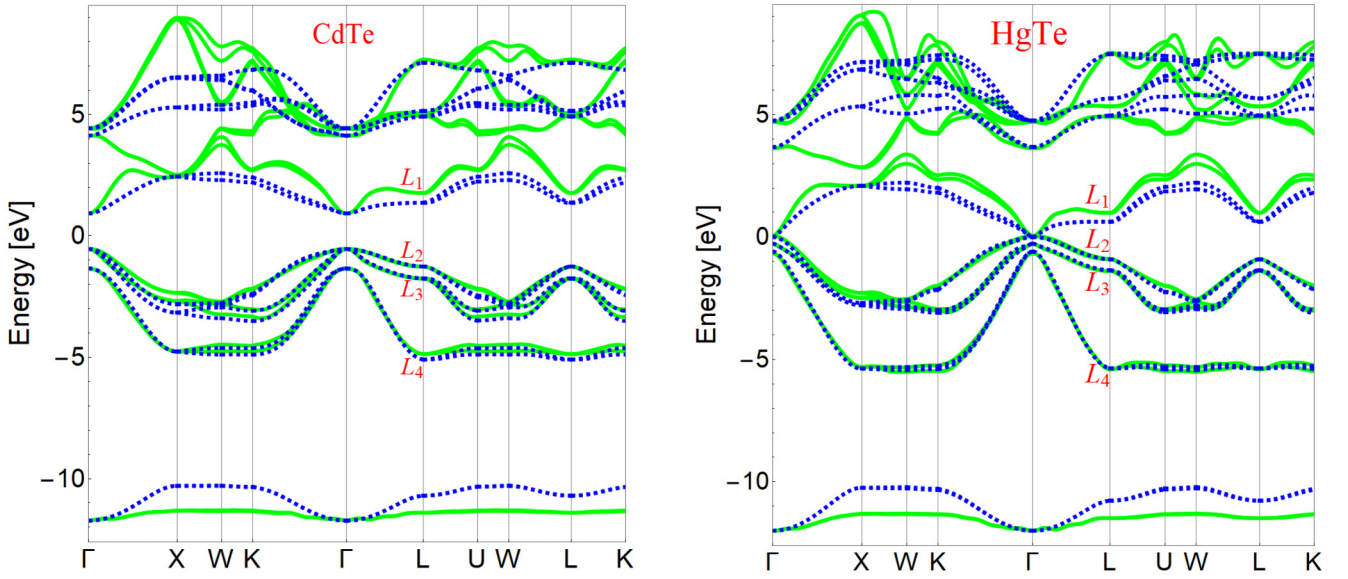 CdTe
Energy [eV]
5
0
−5
−10
L1
L2
L3
L4
Γ X W K Γ L U W L K
HgTe
Energy [eV]
5
0
−5
−10
L1
L2
L3
L4
Γ X W K Γ L U W L K